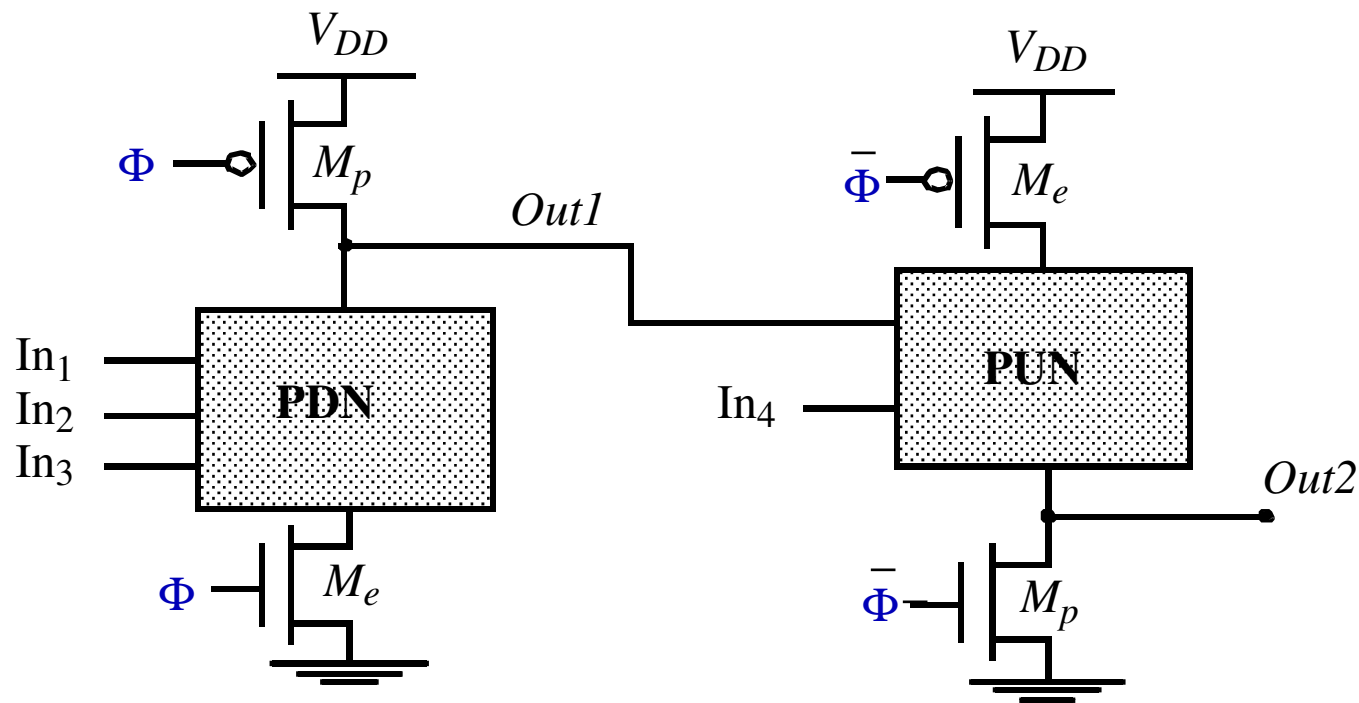 V_DD
Φ
M_p
Out1
In_1
In_2
In_3
PDN
Φ
M_e
V_DD
Φ̄
M_e
PUN
In_4
Out2
Φ̄
M_p